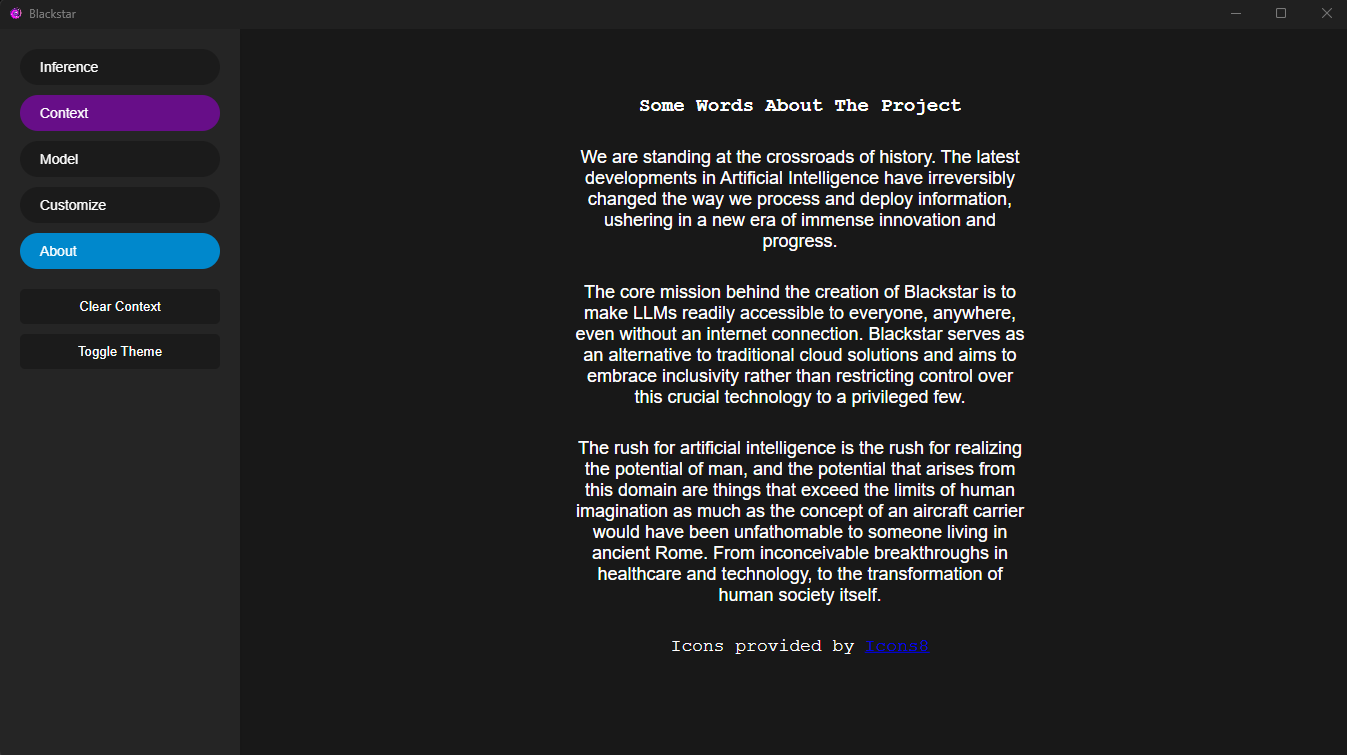 Blackstar
Inference
Context
Model
Customize
About
Clear Context
Toggle Theme
Some Words About The Project
We are standing at the crossroads of history. The latest
developments in Artificial Intelligence have irreversibly
changed the way we process and deploy information,
ushering in a new era of immense innovation and
progress.
The core mission behind the creation of Blackstar is to
make LLMs readily accessible to everyone, anywhere,
even without an internet connection. Blackstar serves as
an alternative to traditional cloud solutions and aims to
embrace inclusivity rather than restricting control over
this crucial technology to a privileged few.
The rush for artificial intelligence is the rush for realizing
the potential of man, and the potential that arises from
this domain are things that exceed the limits of human
imagination as much as the concept of an aircraft carrier
would have been unfathomable to someone living in
ancient Rome. From inconceivable breakthroughs in
healthcare and technology, to the transformation of
human society itself.
Icons provided by